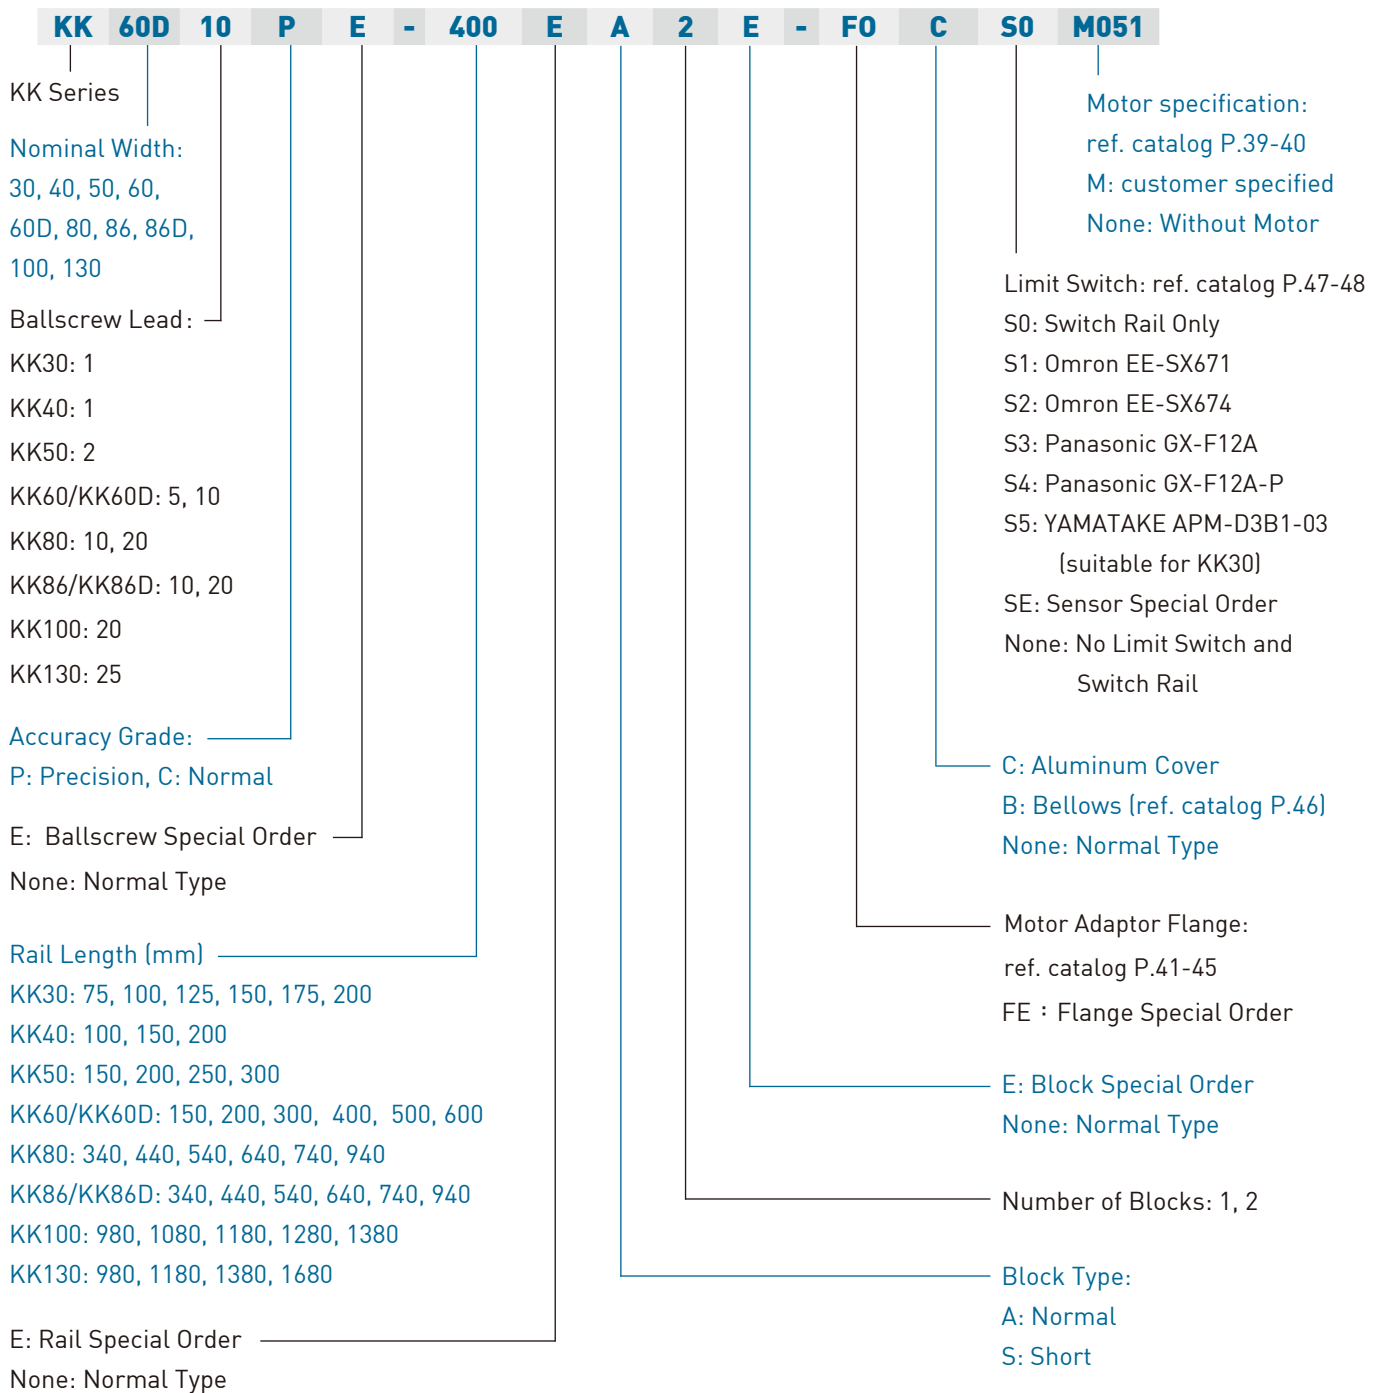 KK 60D 10 P E - 400 E A 2 E - F0 C S0 M051
KK Series
Nominal Width:
30, 40, 50, 60,
60D, 80, 86, 86D,
100, 130
Ballscrew Lead:
KK30: 1
KK40: 1
KK50: 2
KK60/KK60D: 5, 10
KK80: 10, 20
KK86/KK86D: 10, 20
KK100: 20
KK130: 25
Accuracy Grade:
P: Precision, C: Normal
E: Ballscrew Special Order
None: Normal Type
Rail Length (mm)
KK30: 75, 100, 125, 150, 175, 200
KK40: 100, 150, 200
KK50: 150, 200, 250, 300
KK60/KK60D: 150, 200, 300, 400, 500, 600
KK80: 340, 440, 540, 640, 740, 940
KK86/KK86D: 340, 440, 540, 640, 740, 940
KK100: 980, 1080, 1180, 1280, 1380
KK130: 980, 1180, 1380, 1680
E: Rail Special Order
None: Normal Type
Motor specification:
ref. catalog P.39-40
M: customer specified
None: Without Motor
Limit Switch: ref. catalog P.47-48
S0: Switch Rail Only
S1: Omron EE-SX671
S2: Omron EE-SX674
S3: Panasonic GX-F12A
S4: Panasonic GX-F12A-P
S5: YAMATAKE APM-D3B1-03
(suitable for KK30)
SE: Sensor Special Order
None: No Limit Switch and
Switch Rail
C: Aluminum Cover
B: Bellows (ref. catalog P.46)
None: Normal Type
Motor Adaptor Flange:
ref. catalog P.41-45
FE：Flange Special Order
E: Block Special Order
None: Normal Type
Number of Blocks: 1, 2
Block Type:
A: Normal
S: Short